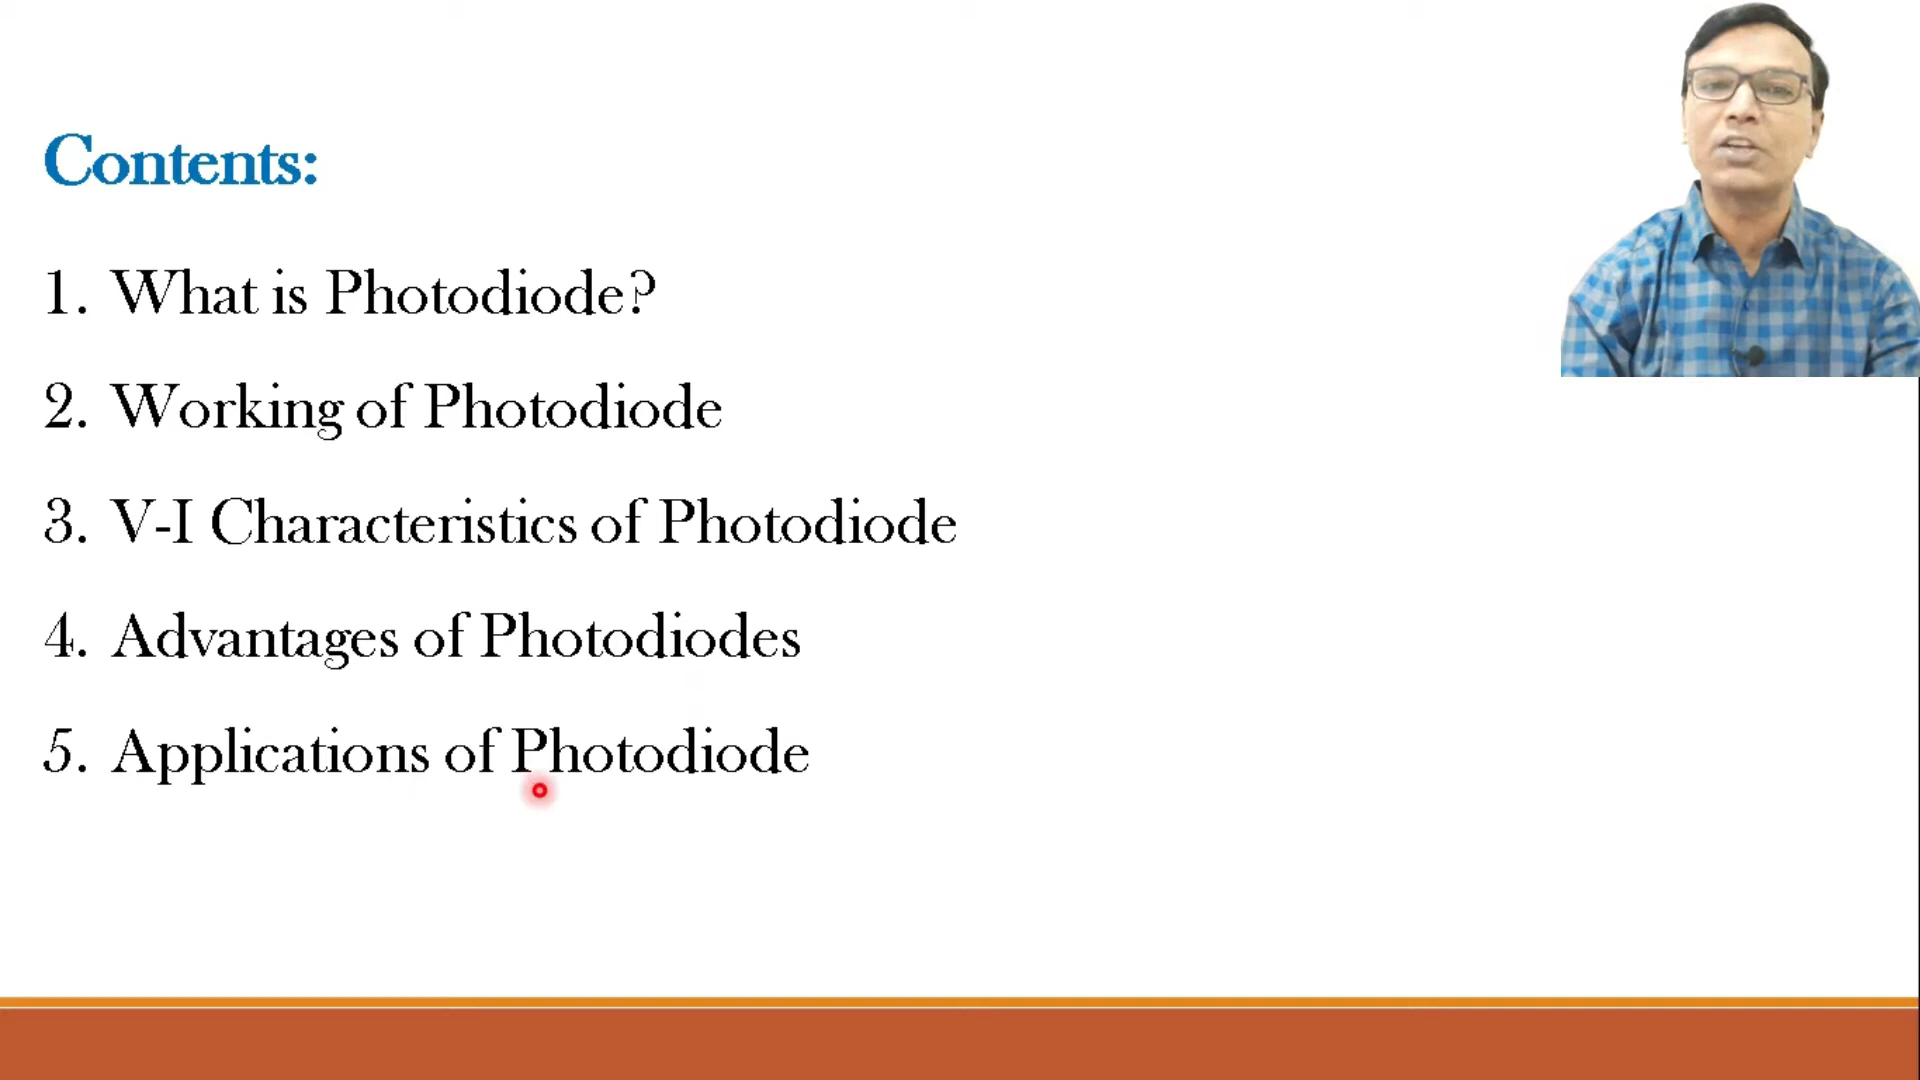 Contents:
1. What is Photodiode?
2. Working of Photodiode
3. V-I Characteristics of Photodiode
4. Advantages of Photodiodes
5. Applications of Photodiode